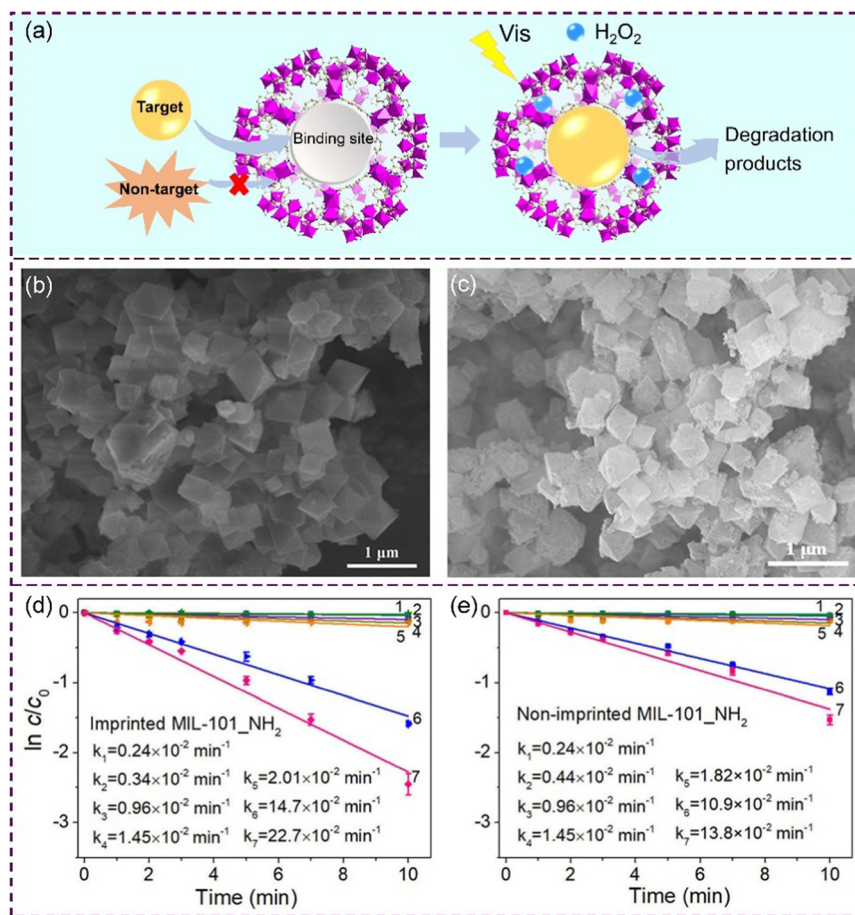 (a)
Vis
H₂O₂
Target
Binding site
Non-target
Degradation
products
(b)
1 μm
(c)
1 μm
(d)
0
-1
-2
-3
ln c/c₀
1
2
3
4
5
6
7
Imprinted MIL-101_NH₂
k₁=0.24×10⁻² min⁻¹
k₂=0.34×10⁻² min⁻¹
k₃=0.96×10⁻² min⁻¹
k₄=1.45×10⁻² min⁻¹
k₅=2.01×10⁻² min⁻¹
k₆=14.7×10⁻² min⁻¹
k₇=22.7×10⁻² min⁻¹
0 2 4 6 8 10
Time (min)
(e)
1
2
3
4
5
6
7
Non-imprinted MIL-101_NH₂
k₁=0.24×10⁻² min⁻¹
k₂=0.44×10⁻² min⁻¹
k₃=0.96×10⁻² min⁻¹
k₄=1.45×10⁻² min⁻¹
k₅=1.82×10⁻² min⁻¹
k₆=10.9×10⁻² min⁻¹
k₇=13.8×10⁻² min⁻¹
0 2 4 6 8 10
Time (min)